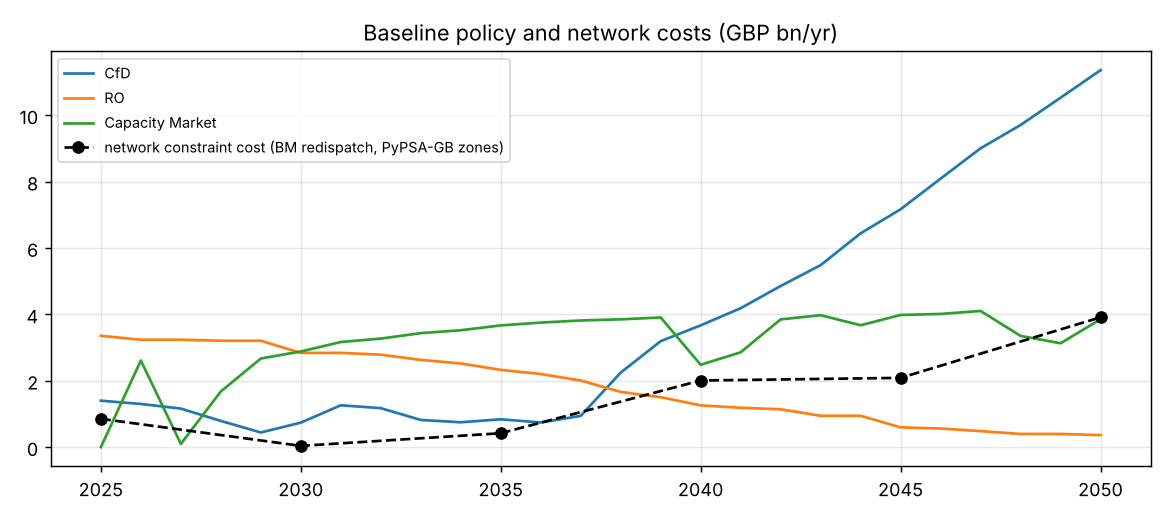 Baseline policy and network costs (GBP bn/yr)
CfD
RO
Capacity Market
network constraint cost (BM redispatch, PyPSA-GB zones)
10
8
6
4
2
0
2025 2030 2035 2040 2045 2050